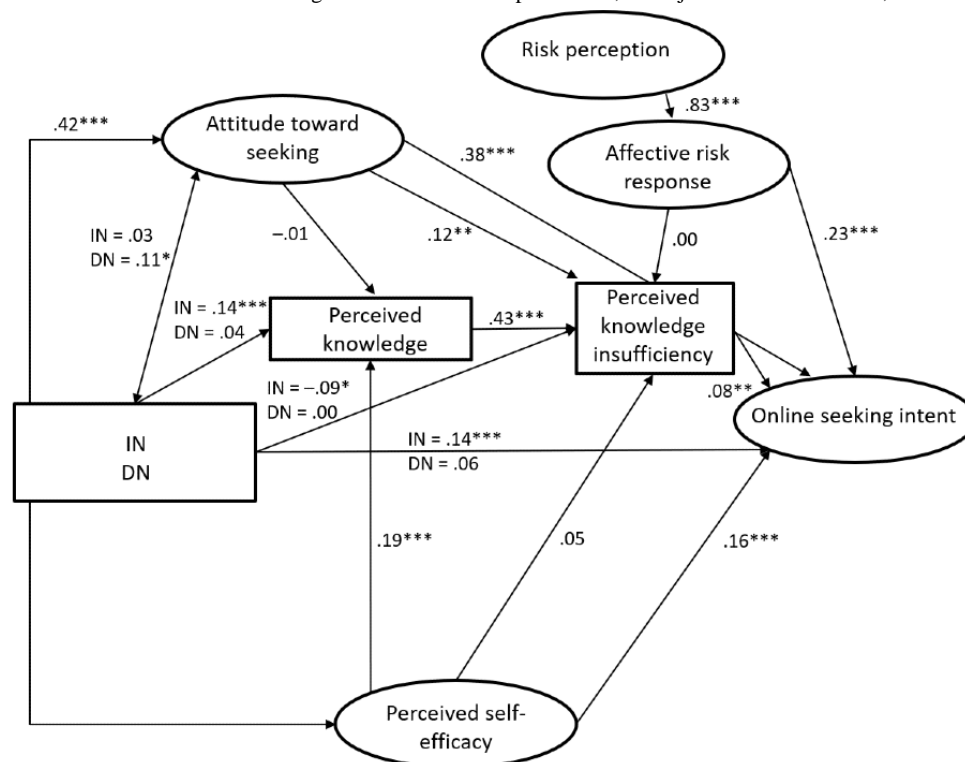 Risk perception
.83***
.42***
Attitude toward
seeking
.38***
Affective risk
response
IN = .03
DN = .11*
–.01
.12**
.00
.23***
IN = .14***
DN = .04
Perceived
knowledge
.43***
Perceived
knowledge
insufficiency
IN = –.09*
DN = .00
.08**
Online seeking intent
IN
DN
IN = .14***
DN = .06
.19***
.05
.16***
Perceived self-
efficacy